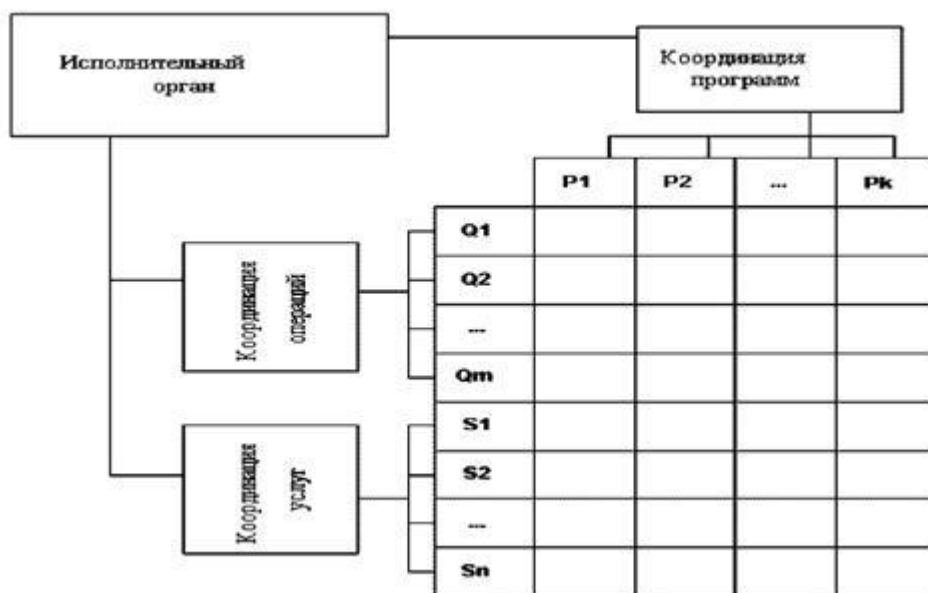 Исполнительный
орган
Координация
программ
P1 P2 ... Pk
Q1
Q2
...
Qm
Координация
операций
S1
S2
...
Sn
Координация
услуг